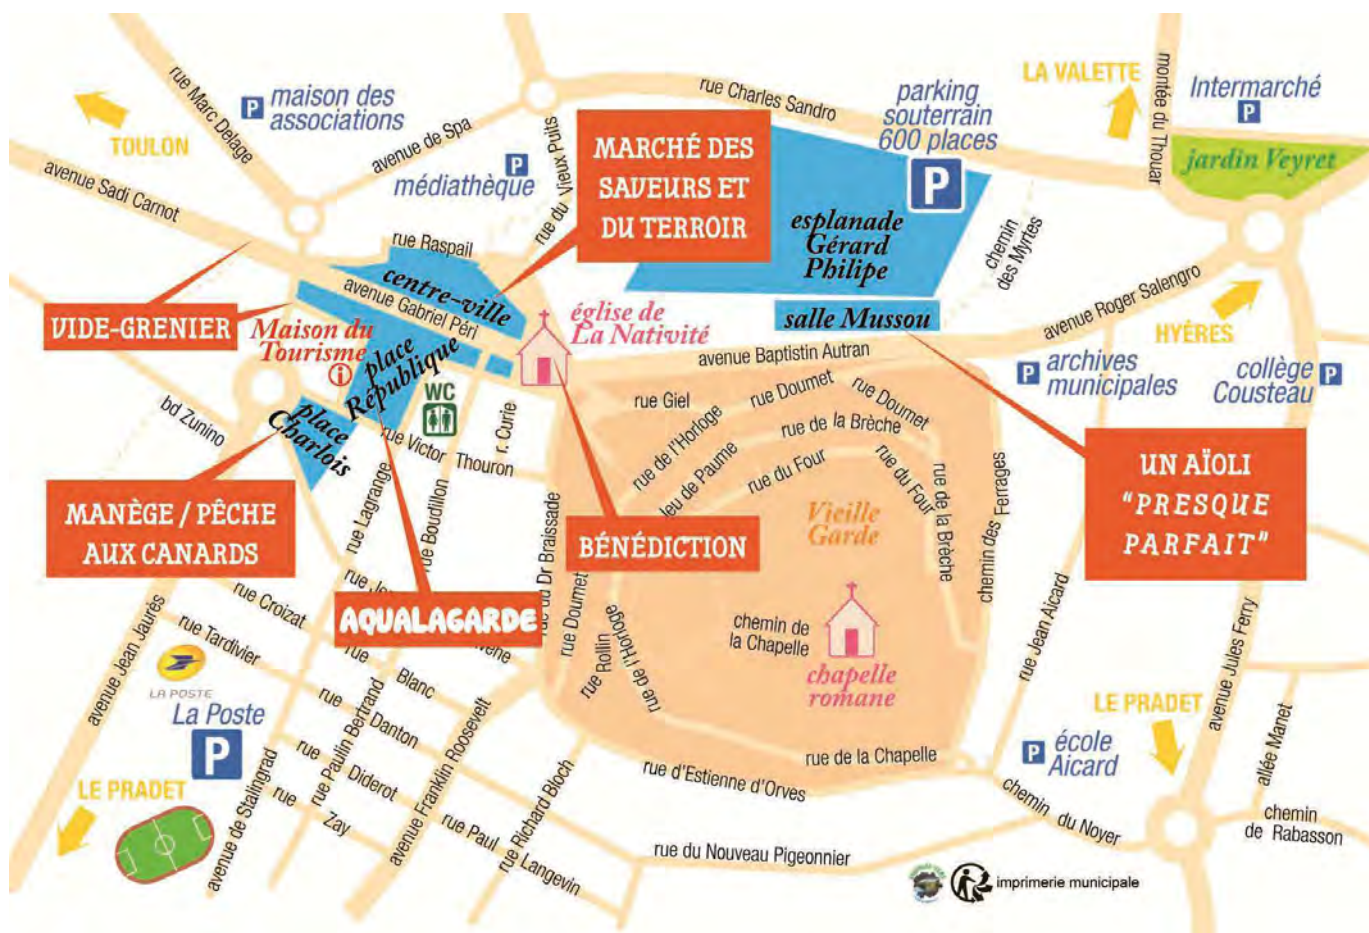 rue Marc Delage
maison des
associations
TOULON
avenue de Spa
avenue Sadi Carnot
médiathèque
rue du Vieux Puits
rue Raspail
MARCHÉ DES
SAVEURS ET
DU TERROIR
rue Charles Sandro
parking
souterrain
600 places
P
LA VALETTE
montée du Thouar
Intermarché
P
jardin Veyret
esplanade
Gérard
Philipe
chemin
des Myrtes
avenue Roger Salengro
HYÈRES
salle Mussou
centre-ville
avenue Gabriel Péri
VIDE-GRENIER
Maison du
Tourisme
place
République
WC
église de
La Nativité
avenue Baptistin Autran
P archives
municipales
collège
Cousteau P
bd Zunino
place
Charlois
rue Victor Thouron
r. Curie
rue Giel
rue de l'Horloge
rue Doumet
rue Doumet
rue de la Brèche
Jeu de Paume
rue du Four
rue du Four
rue de la Brèche
chemin des Ferrages
Vieille
Garde
MANÈGE / PÊCHE
AUX CANARDS
rue Lagrange
rue Boudillon
rue du Dr Braissade
BÉNÉDICTION
UN AÏOLI
"PRESQUE
PARFAIT"
AQUALAGARDE
rue Croizat
rue Tardivier
avenue Jean Jaurès
rue Blanc
rue Danton
rue Doumet
rue Rollin
rue de l'Horloge
chemin de
la Chapelle
chapelle
romane
rue Jean Aicard
avenue Jules Ferry
LA POSTE
La Poste
P
LE PRADET
avenue de Stalingrad
rue Paulin Bertrand
rue Diderot
rue Zay
avenue Franklin Roosevelt
rue Paul Langevin
rue Richard Bloch
rue d'Estienne d'Orves
rue de la Chapelle
P école
Aicard
LE PRADET
allée Manet
chemin
de Rabasson
chemin du Noyer
rue du Nouveau Pigeonnier
imprimerie municipale